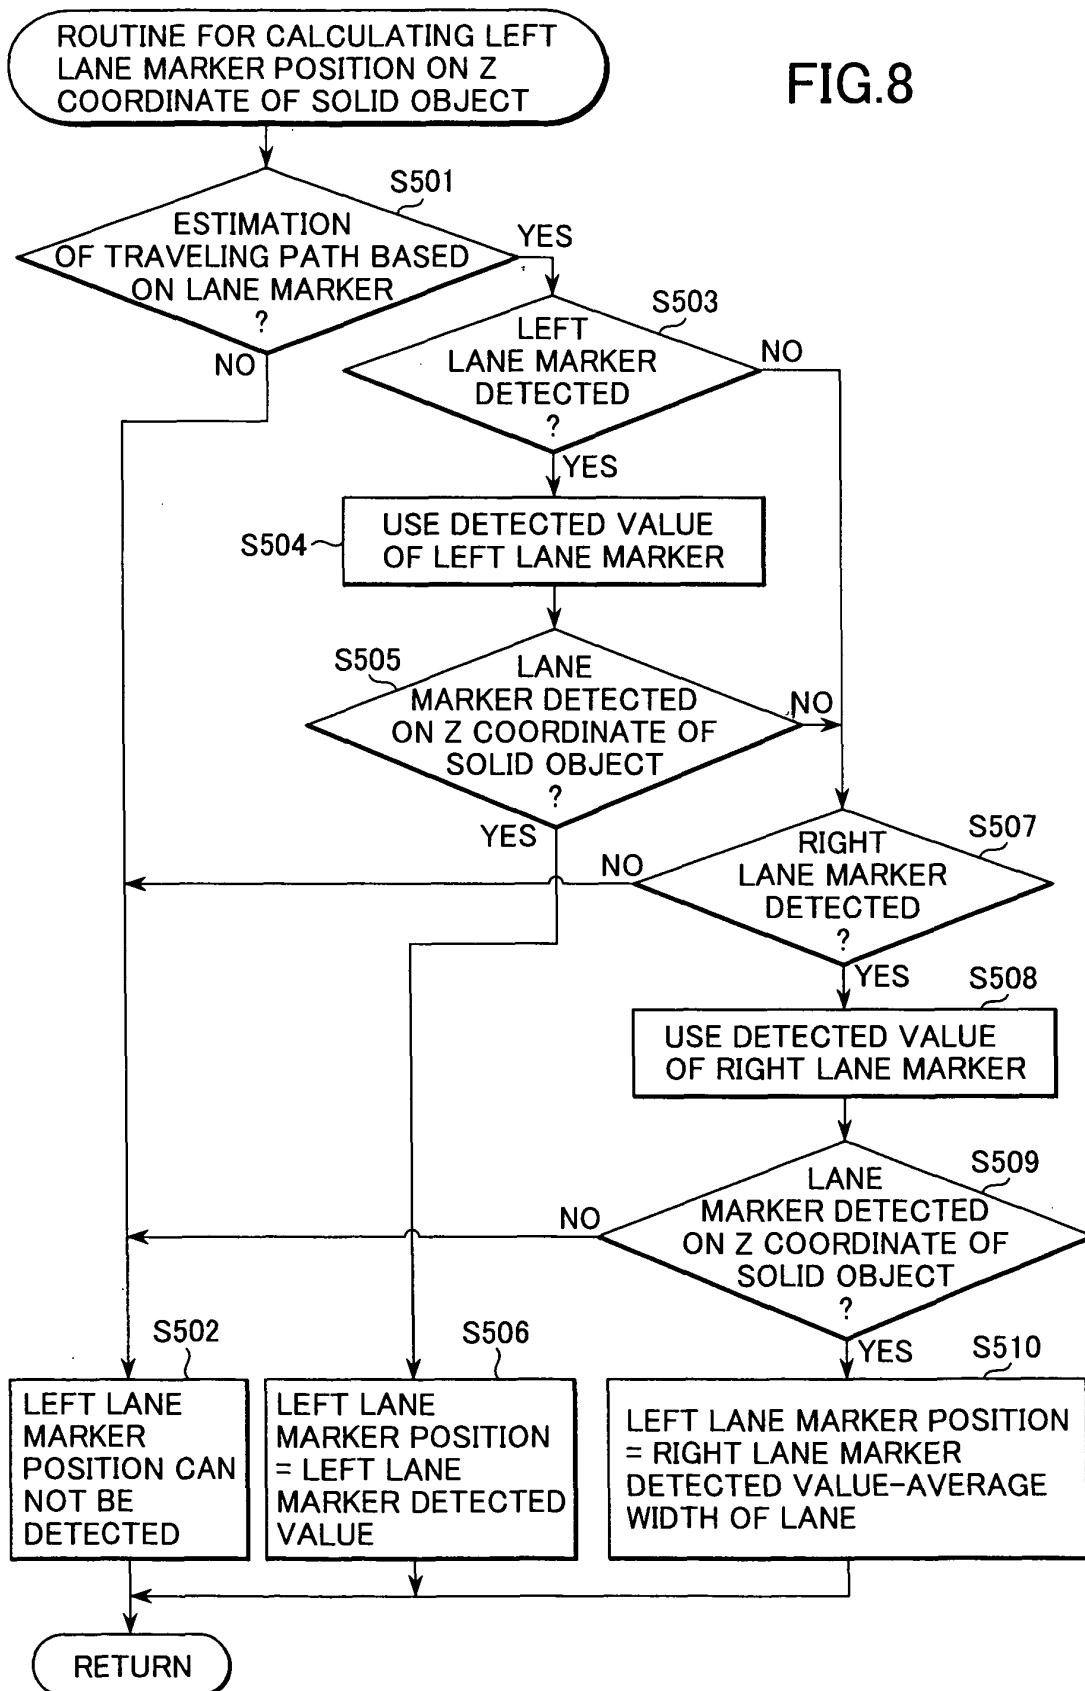 ROUTINE FOR CALCULATING LEFT
LANE MARKER POSITION ON Z
COORDINATE OF SOLID OBJECT
FIG.8
S501
ESTIMATION
OF TRAVELING PATH BASED
ON LANE MARKER
?
YES
NO
S503
LEFT
LANE MARKER
DETECTED
?
NO
YES
S504
USE DETECTED VALUE
OF LEFT LANE MARKER
S505
LANE
MARKER DETECTED
ON Z COORDINATE OF
SOLID OBJECT
?
NO
YES
S507
RIGHT
LANE MARKER
DETECTED
?
NO
YES
S508
USE DETECTED VALUE
OF RIGHT LANE MARKER
S509
LANE
MARKER DETECTED
ON Z COORDINATE OF
SOLID OBJECT
?
NO
YES
S502
LEFT LANE
MARKER
POSITION CAN
NOT BE
DETECTED
S506
LEFT LANE
MARKER POSITION
= LEFT LANE
MARKER DETECTED
VALUE
S510
LEFT LANE MARKER POSITION
= RIGHT LANE MARKER
DETECTED VALUE-AVERAGE
WIDTH OF LANE
RETURN